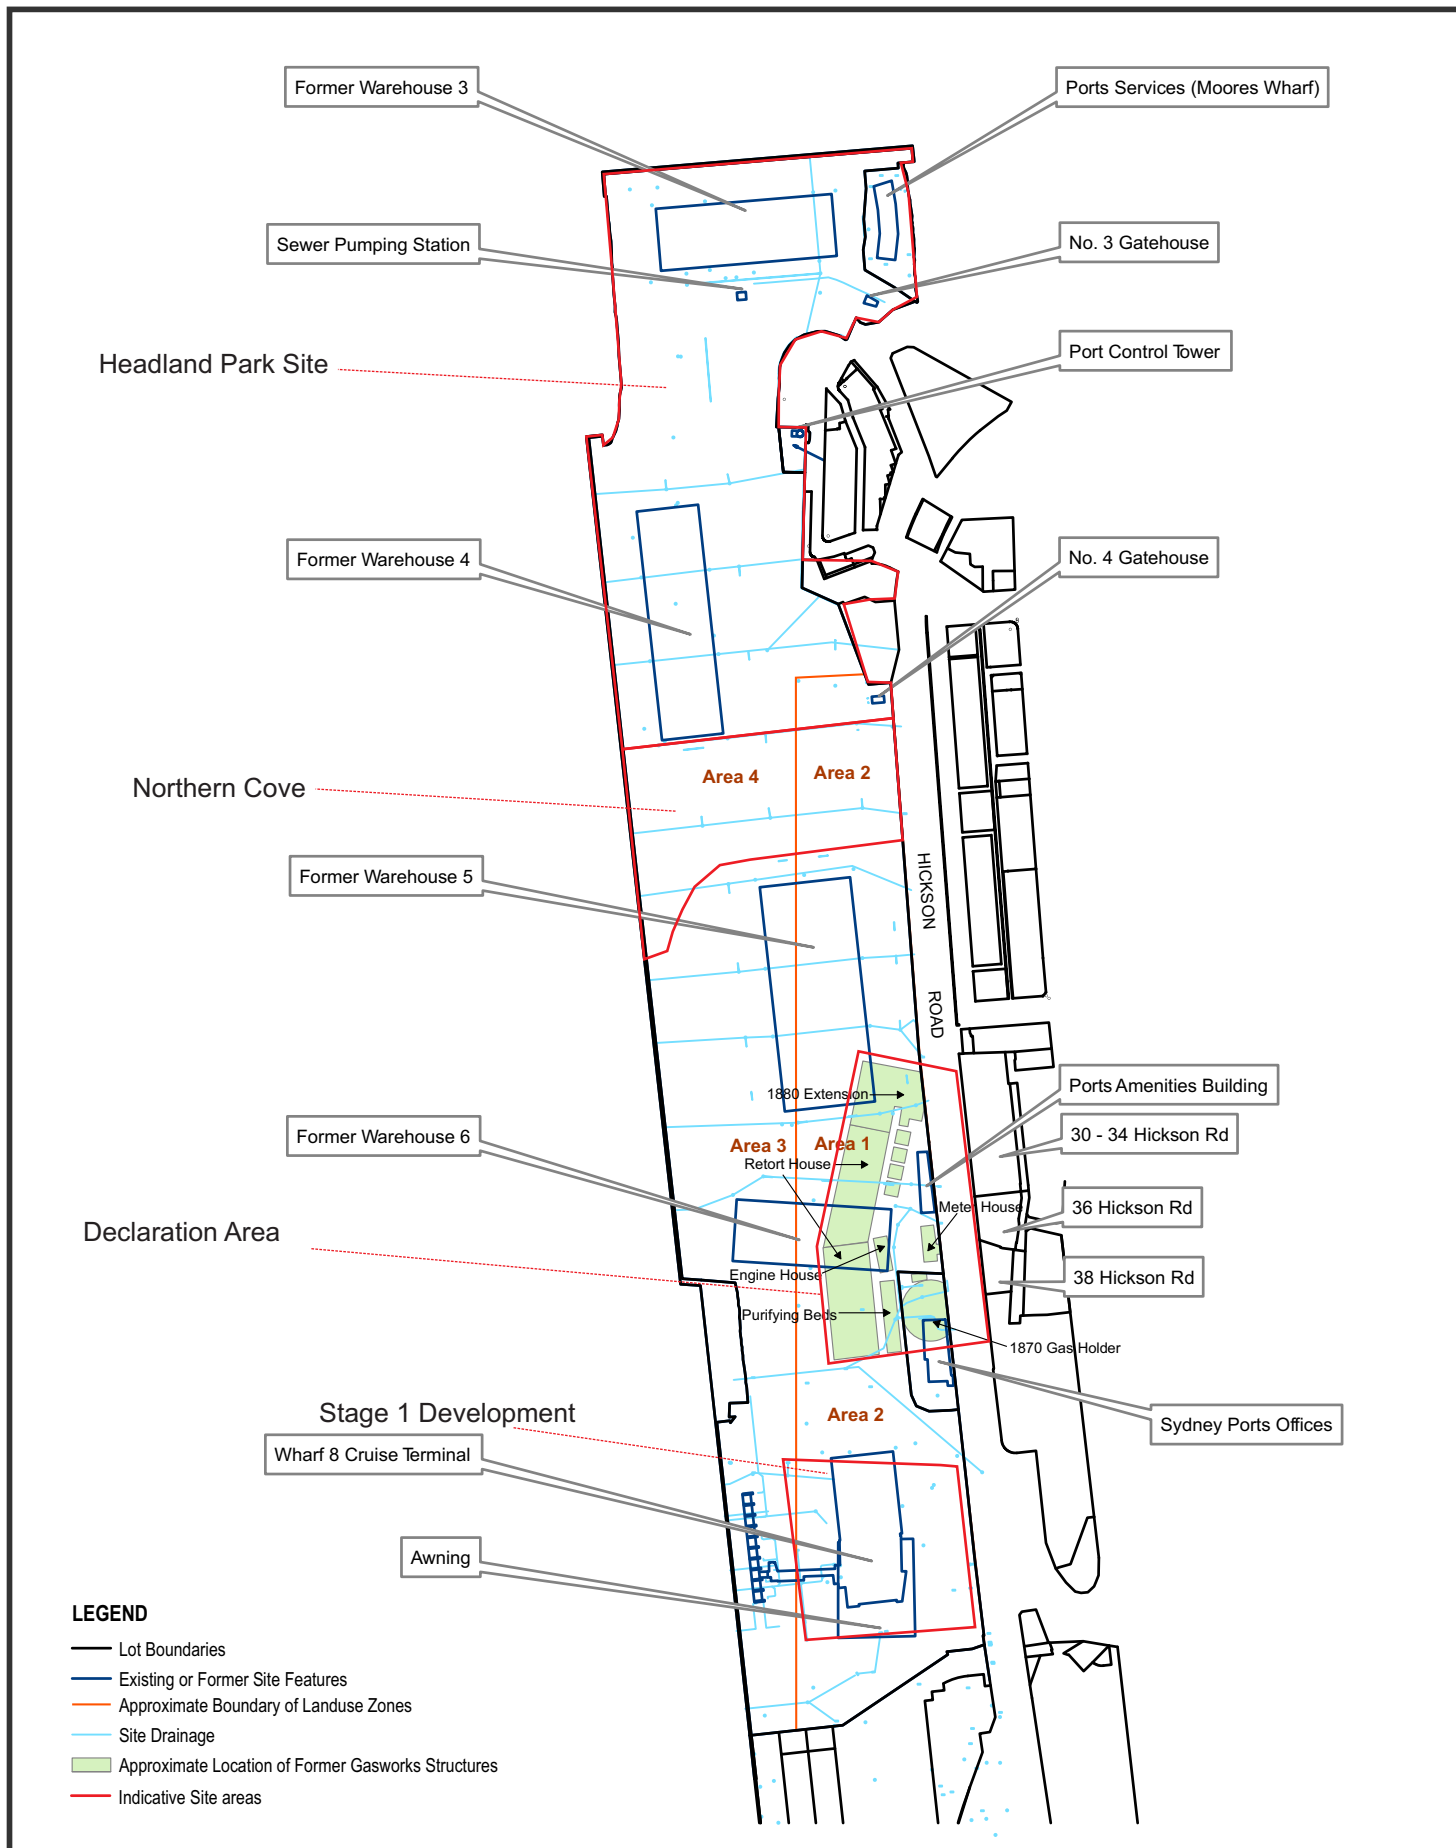 Former Warehouse 3
Ports Services (Moores Wharf)
Sewer Pumping Station
No. 3 Gatehouse
Port Control Tower
Headland Park Site
Former Warehouse 4
No. 4 Gatehouse
Area 4
Area 2
Northern Cove
Former Warehouse 5
HICKSON
ROAD
Ports Amenities Building
1880 Extension
Former Warehouse 6
30 - 34 Hickson Rd
Area 3
Area 1
Retort House
36 Hickson Rd
Meter House
Declaration Area
Engine House
38 Hickson Rd
Purifying Beds
1870 Gas Holder
Stage 1 Development
Area 2
Sydney Ports Offices
Wharf 8 Cruise Terminal
Awning
LEGEND
Lot Boundaries
Existing or Former Site Features
Approximate Boundary of Landuse Zones
Site Drainage
Approximate Location of Former Gasworks Structures
Indicative Site areas